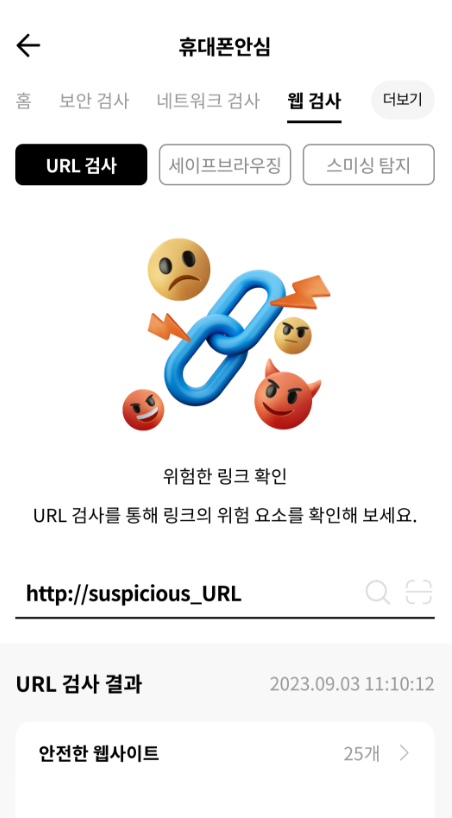 휴대폰안심
홈 보안 검사 네트워크 검사 웹 검사 더보기
URL 검사 세이프브라우징 스미싱 탐지
위험한 링크 확인
URL 검사를 통해 링크의 위험 요소를 확인해 보세요.
http://suspicious_URL
URL 검사 결과 2023.09.03 11:10:12
안전한 웹사이트 25개